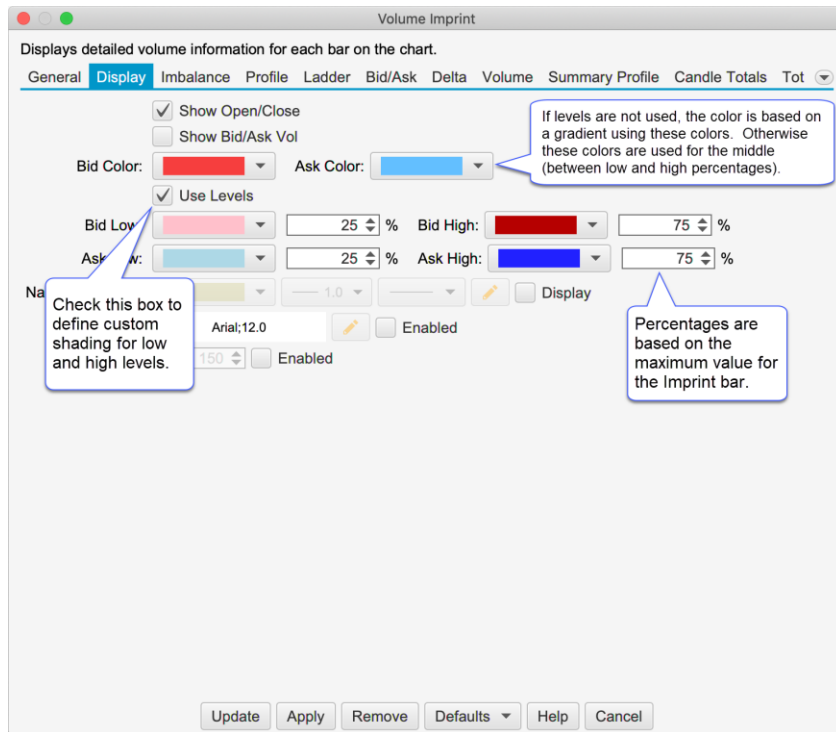 Volume Imprint
Displays detailed volume information for each bar on the chart.
General Display Imbalance Profile Ladder Bid/Ask Delta Volume Summary Profile Candle Totals Tot
Show Open/Close
Show Bid/Ask Vol
If levels are not used, the color is based on
a gradient using these colors. Otherwise
these colors are used for the middle
(between low and high percentages).
Bid Color: Ask Color:
Use Levels
Bid Low: 25 % Bid High: 75 %
Ask Low: 25 % Ask High: 75 %
1.0 Display
Check this box to
define custom
shading for low
and high levels.
Arial;12.0 Enabled
150 Enabled
Percentages are
based on the
maximum value for
the Imprint bar.
Update Apply Remove Defaults Help Cancel